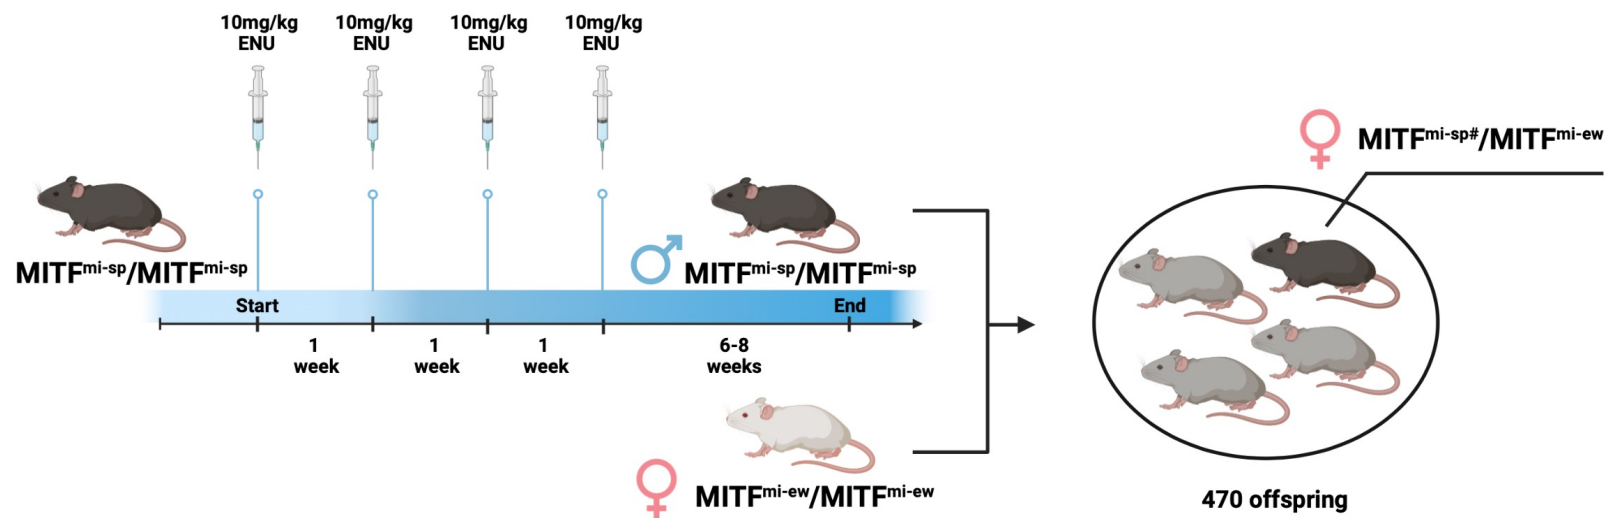 10mg/kg
ENU
10mg/kg
ENU
10mg/kg
ENU
10mg/kg
ENU
MITFmi-sp/MITFmi-sp
♂ MITFmi-sp/MITFmi-sp
Start
End
1
week
1
week
1
week
6-8
weeks
♀ MITFmi-ew/MITFmi-ew
♀ MITFmi-sp#/MITFmi-ew
470 offspring